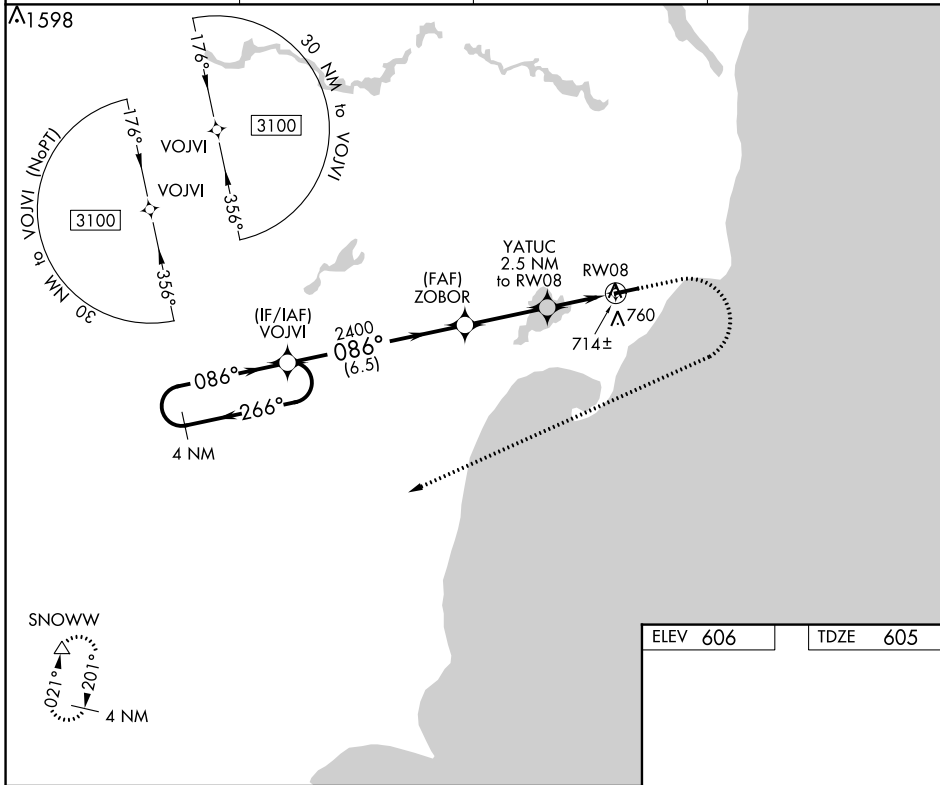 1598
176°
30 NM to VOJVI
3100
VOJVI
356°
30 NM to VOJVI (NoPT)
176°
VOJVI
3100
356°
YATUC
2.5 NM
to RW08
RW08
(FAF)
ZOBOR
760
714±
(IF/IAF)
VOJVI
2400
086°
(6.5)
086°
266°
4 NM
SNOWW
021°
201°
4 NM
ELEV 606
TDZE 605